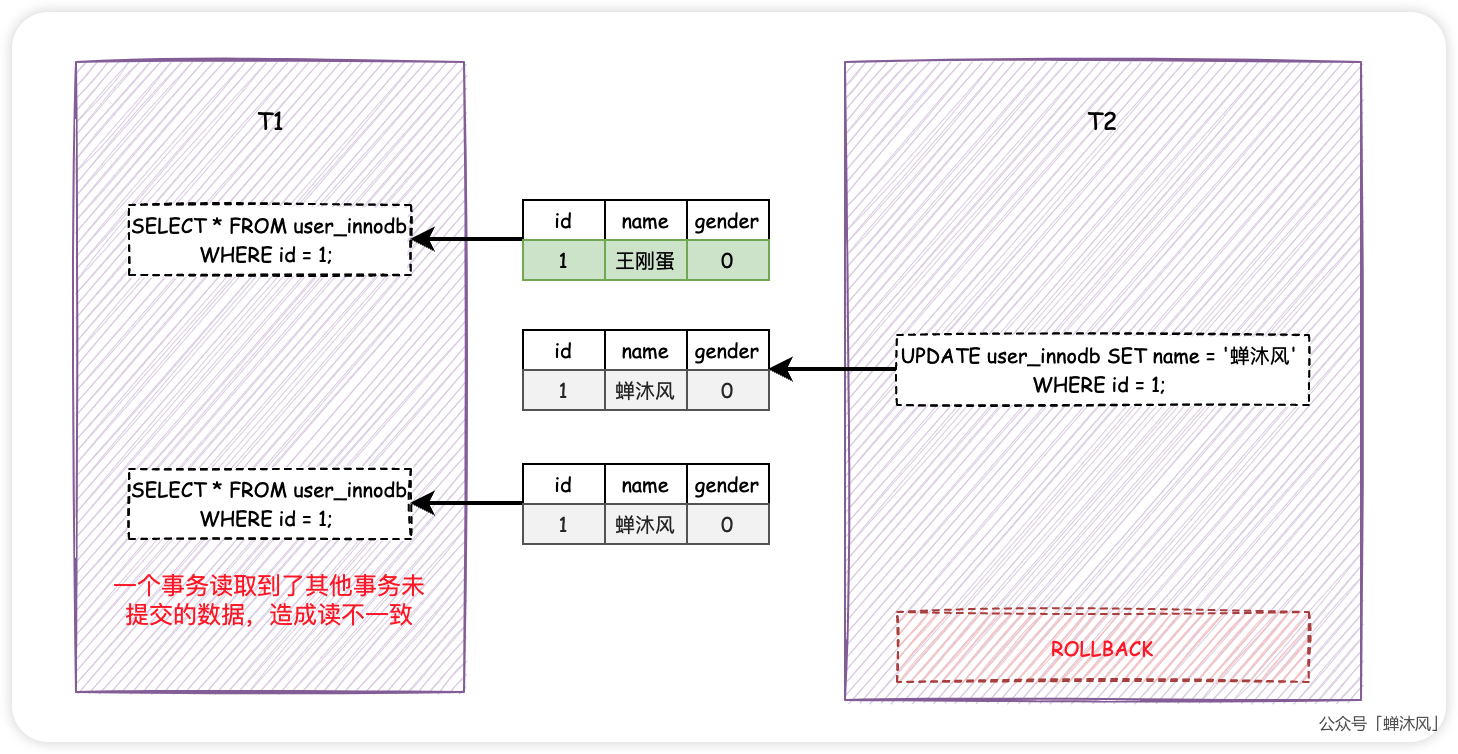 T1
T2
SELECT * FROM user_innodb
WHERE id = 1;
id name gender
1 王刚蛋 0
id name gender
1 蝉沐风 0
UPDATE user_innodb SET name = '蝉沐风'
WHERE id = 1;
SELECT * FROM user_innodb
WHERE id = 1;
id name gender
1 蝉沐风 0
一个事务读取到了其他事务未
提交的数据，造成读不一致
ROLLBACK
公众号「蝉沐风」